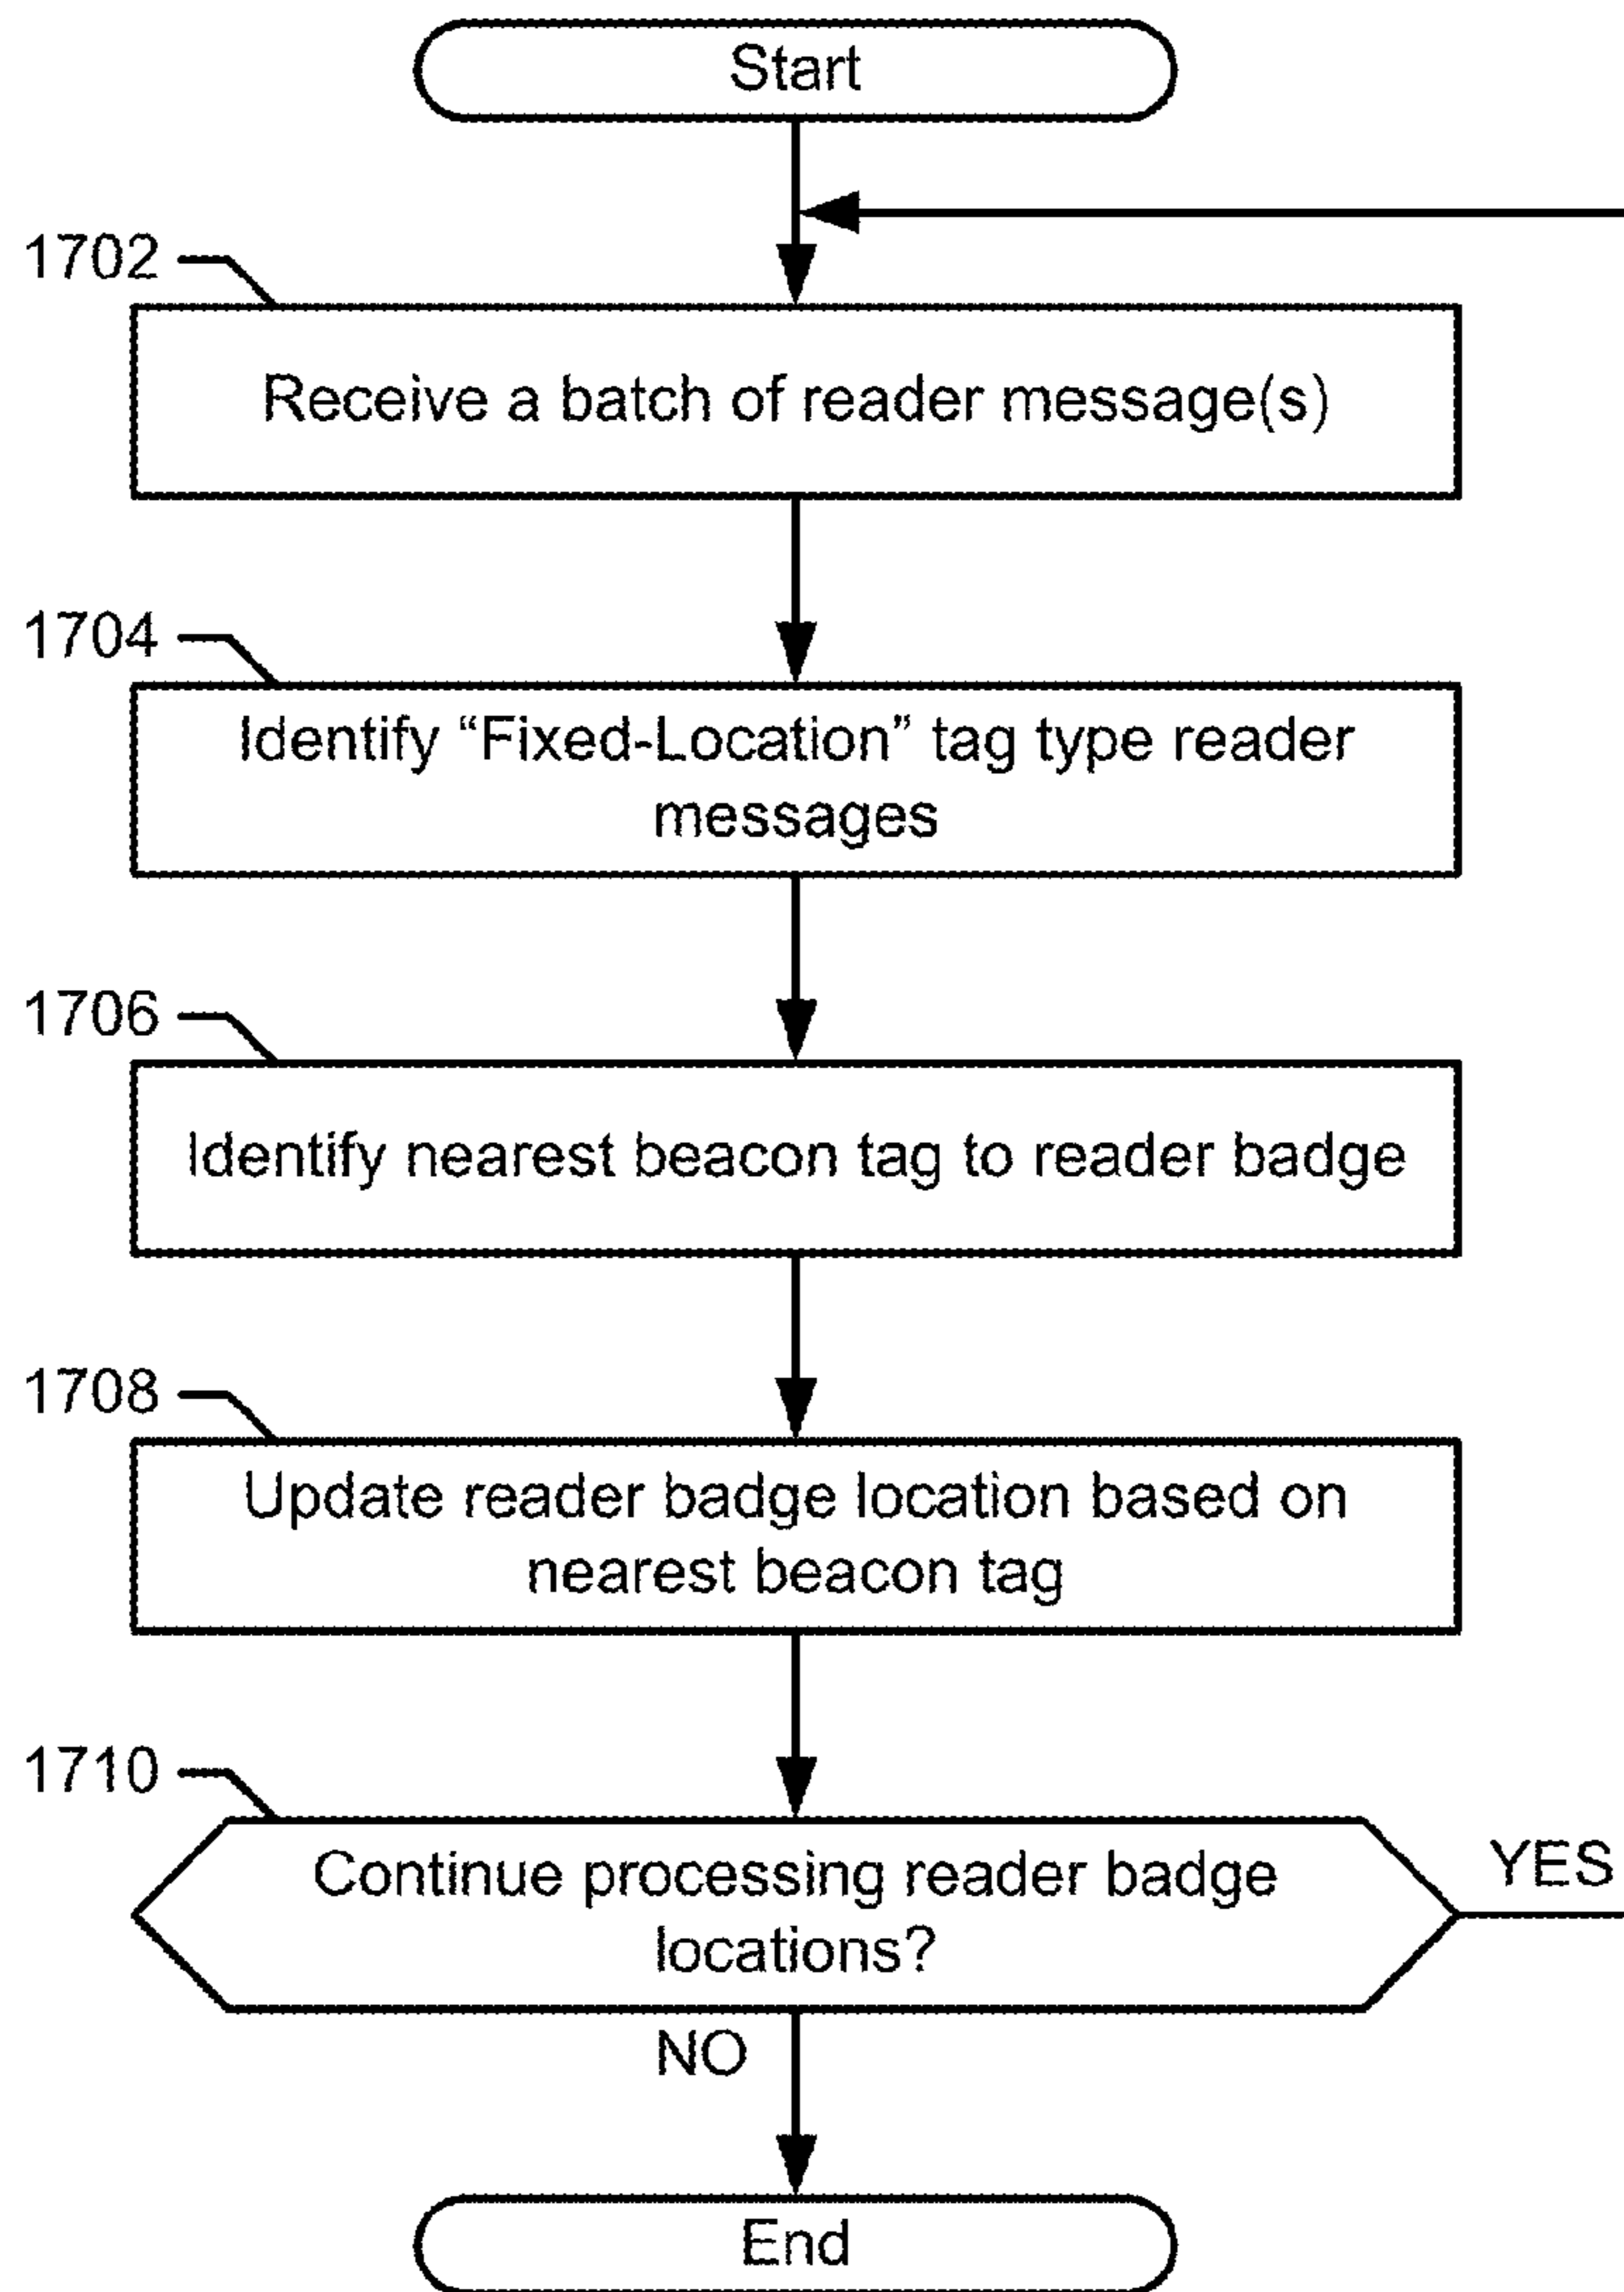 Start
1702
Receive a batch of reader message(s)
1704
Identify “Fixed-Location” tag type reader
messages
1706
Identify nearest beacon tag to reader badge
1708
Update reader badge location based on
nearest beacon tag
1710
Continue processing reader badge
locations?
YES
NO
End